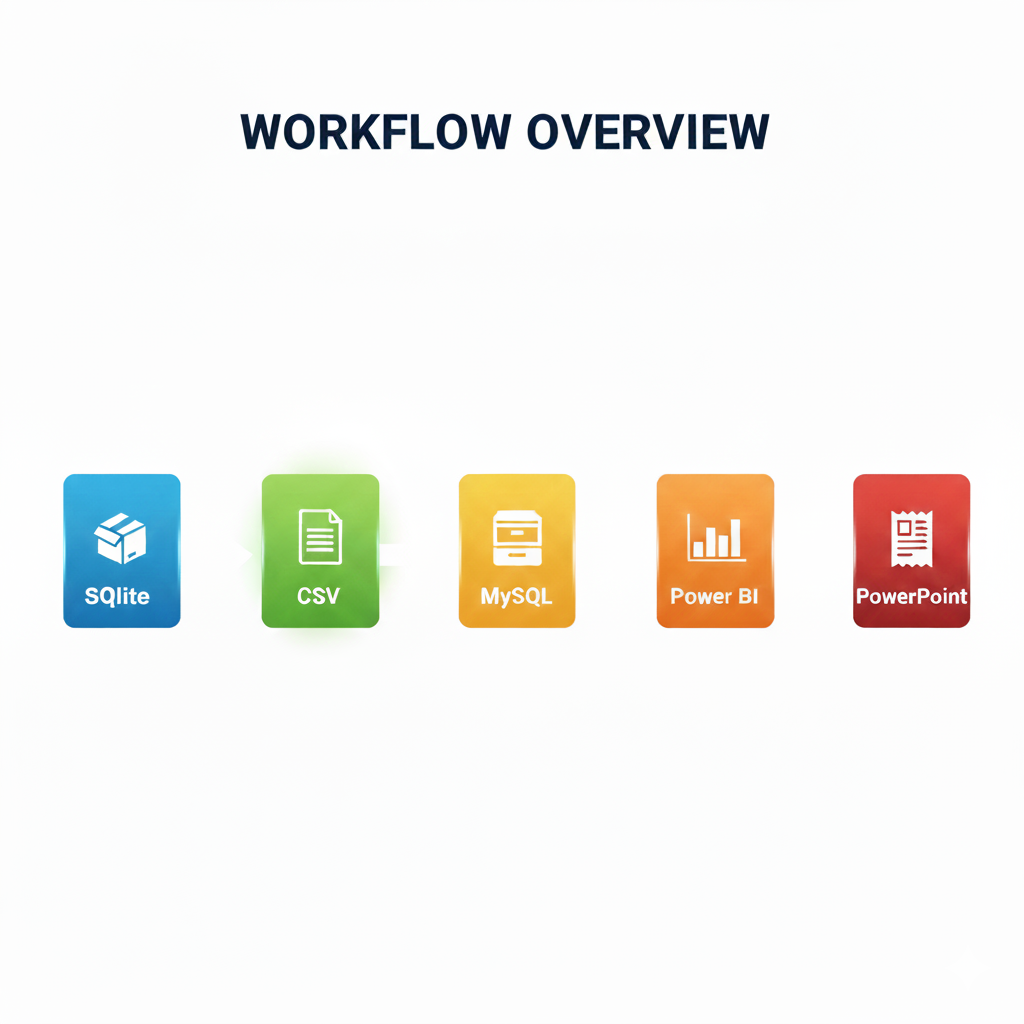 WORKFLOW OVERVIEW
SQlite
CSV
MySQL
Power BI
PowerPoint